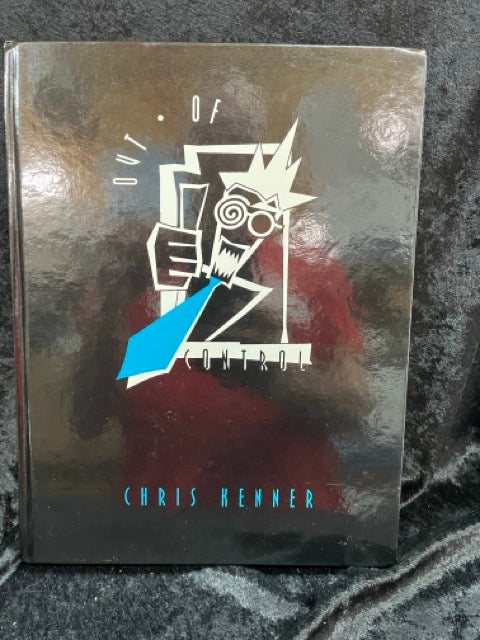 OUT • OF
CONTROL
CHRIS KENNER